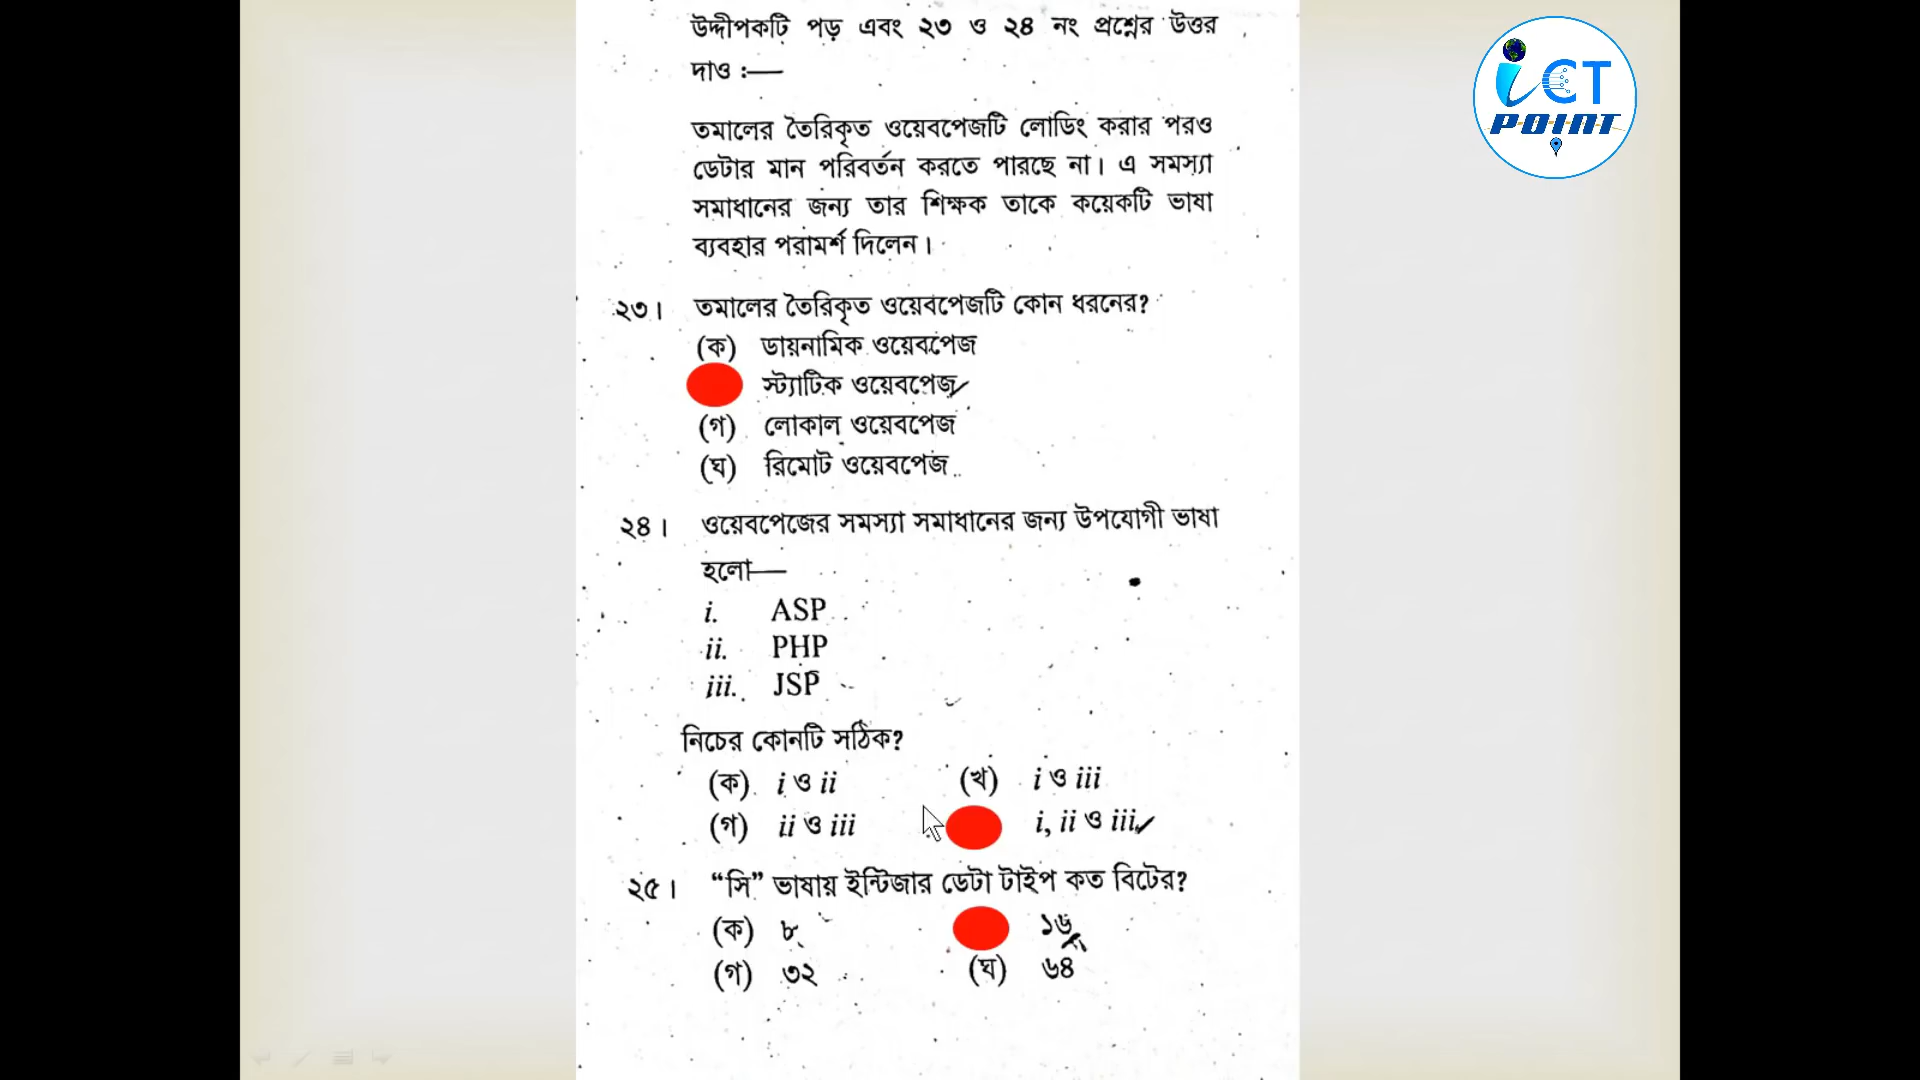 উদ্দীপকটি পড় এবং ২৩ ও ২৪ নং প্রশ্নের উত্তর
দাও :—
iCT
POINT
তমালের তৈরিকৃত ওয়েবপেজটি লোডিং করার পরও
ডেটার মান পরিবর্তন করতে পারছে না। এ সমস্যা
সমাধানের জন্য তার শিক্ষক তাকে কয়েকটি ভাষা
ব্যবহার পরামর্শ দিলেন।
২৩। তমালের তৈরিকৃত ওয়েবপেজটি কোন ধরনের?
(ক) ডায়নামিক ওয়েবপেজ
স্ট্যাটিক ওয়েবপেজ
(গ) লোকাল ওয়েবপেজ
(ঘ) রিমোট ওয়েবপেজ
২৪। ওয়েবপেজের সমস্যা সমাধানের জন্য উপযোগী ভাষা
হলো—
i. ASP
ii. PHP
iii. JSP
নিচের কোনটি সঠিক?
(ক) i ও ii (খ) i ও iii
(গ) ii ও iii i, ii ও iii
২৫। “সি” ভাষায় ইন্টিজার ডেটা টাইপ কত বিটের?
(ক) ৮ ১৬
(গ) ৩২ (ঘ) ৬৪